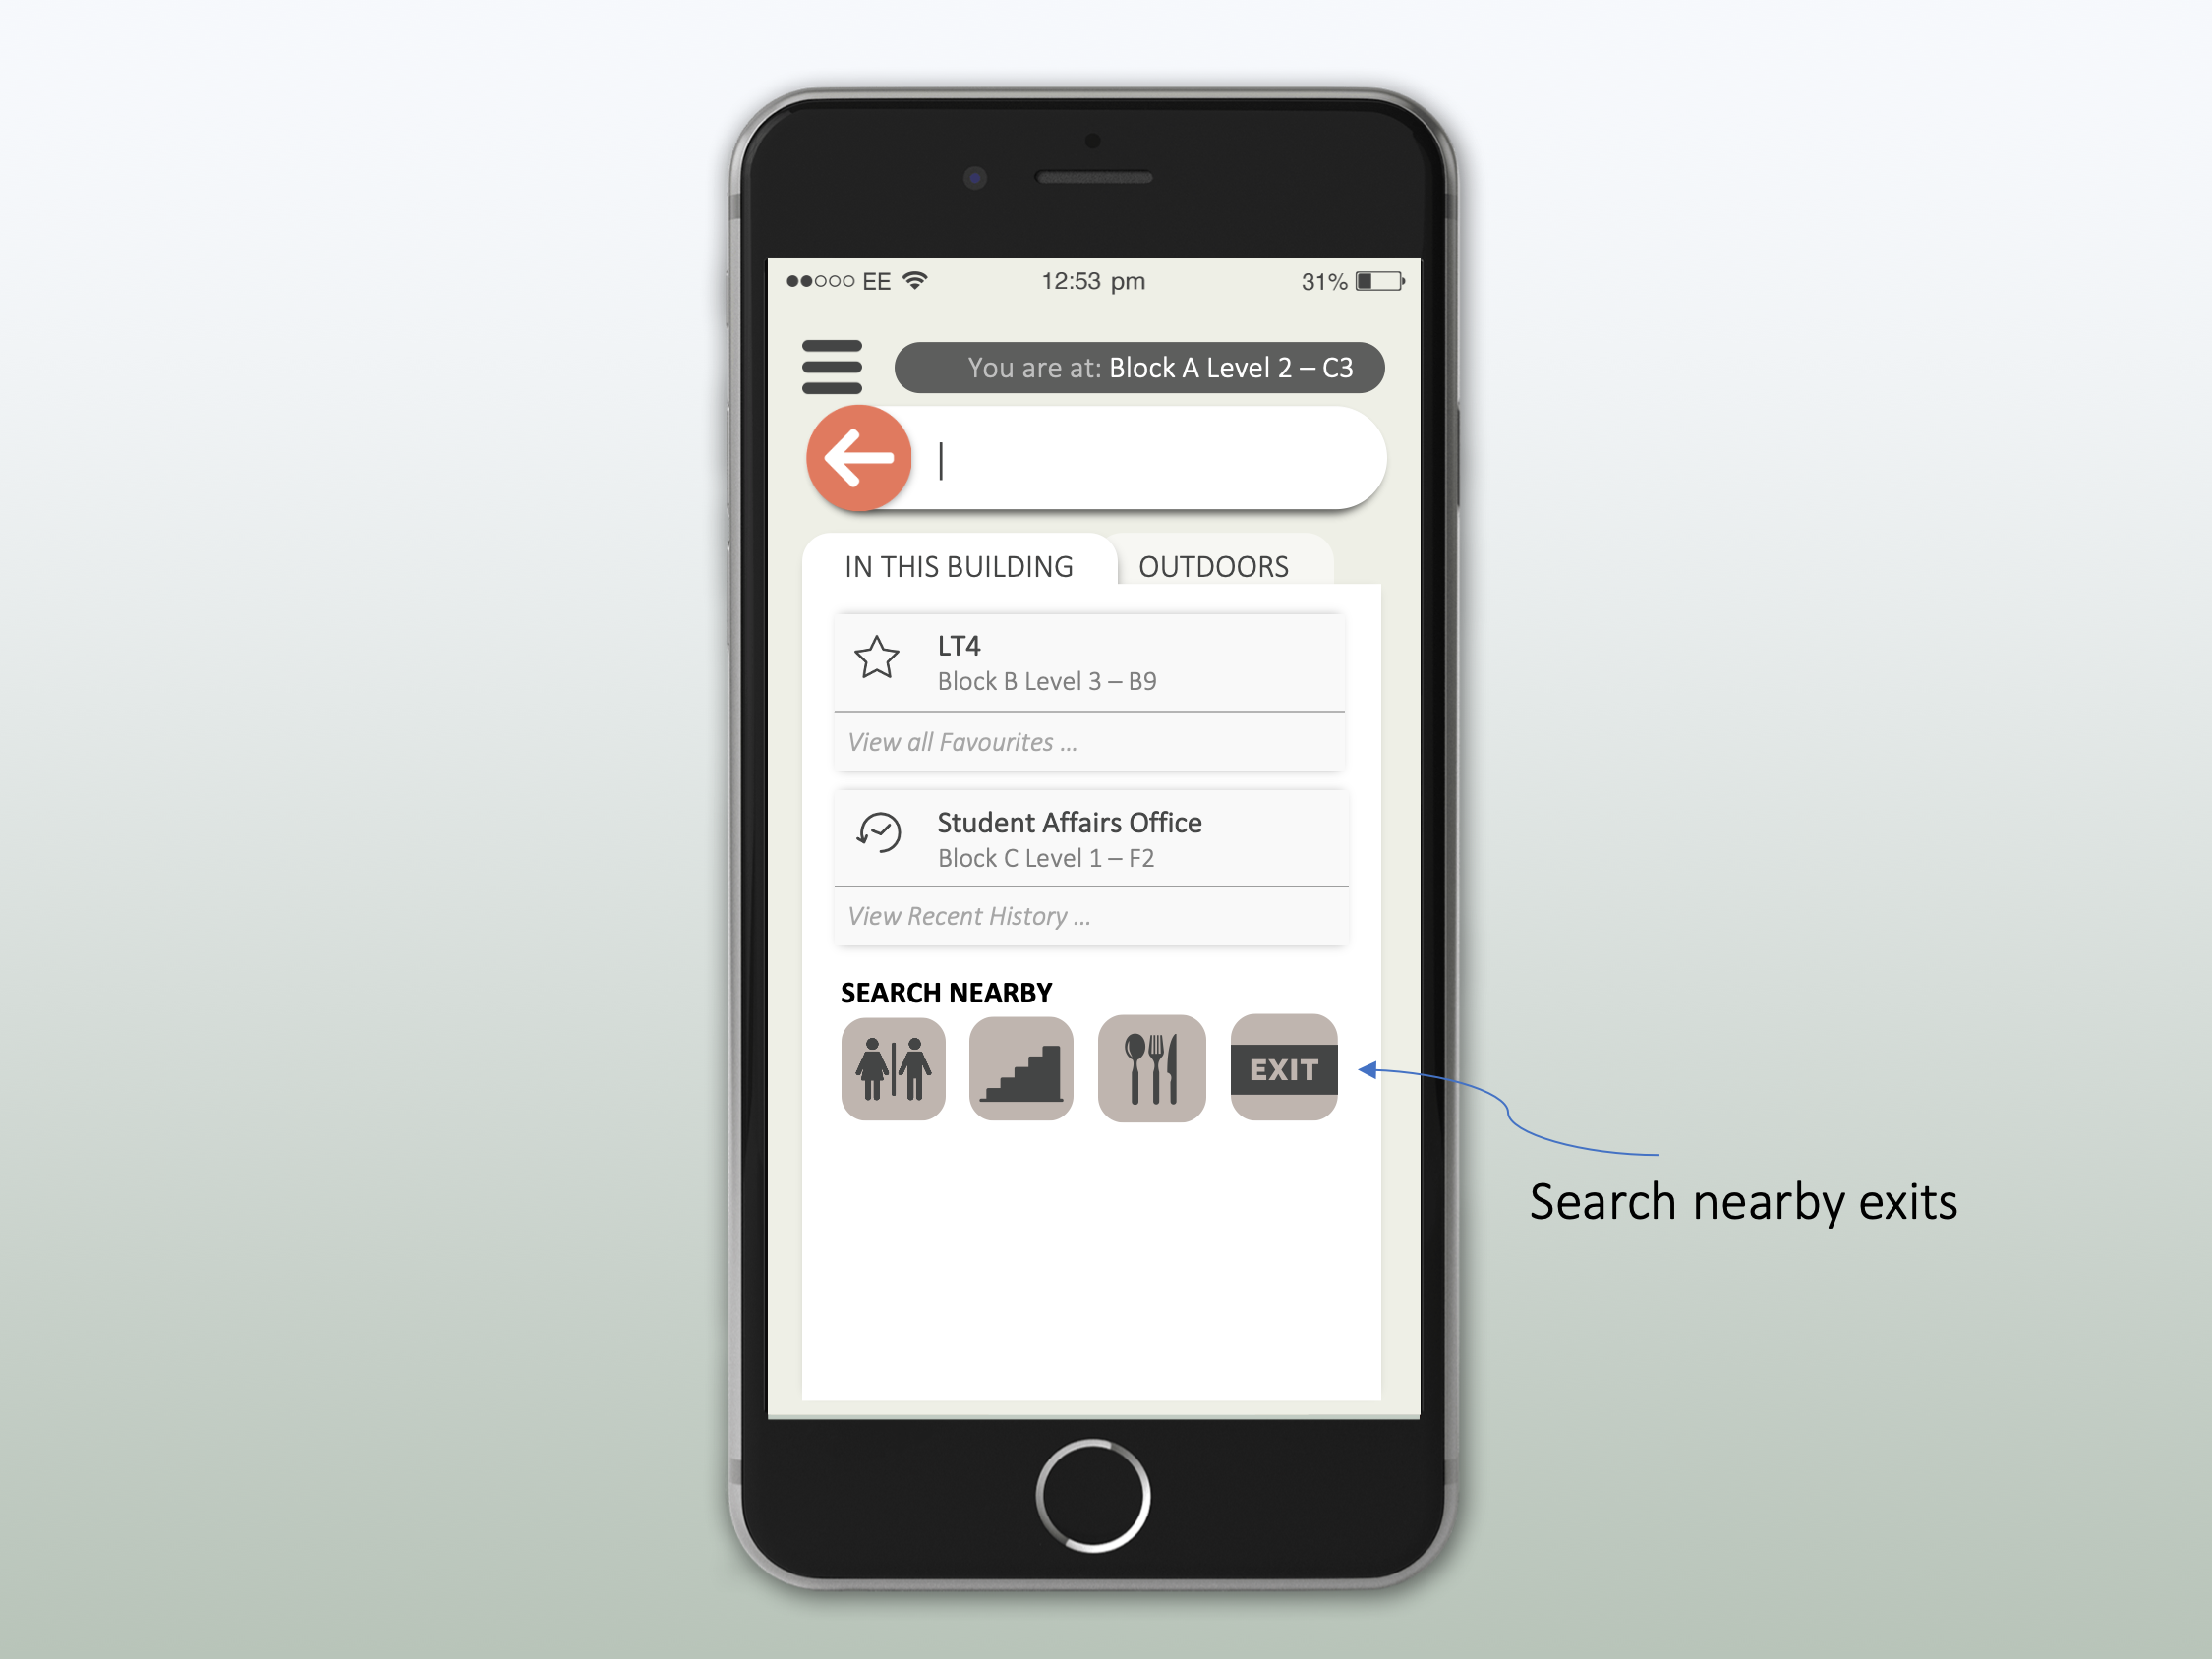 EE 12:53 pm 31%
You are at: Block A Level 2 – C3
IN THIS BUILDING OUTDOORS
LT4
Block B Level 3 – B9
View all Favourites ...
Student Affairs Office
Block C Level 1 – F2
View Recent History ...
SEARCH NEARBY
EXIT
Search nearby exits